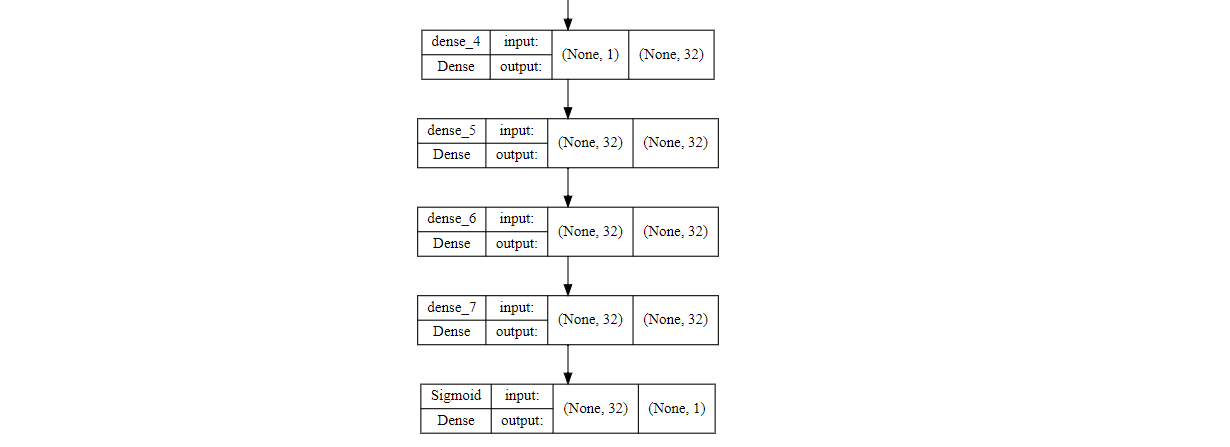 dense_4 input: (None, 1) (None, 32)
Dense output:
dense_5 input: (None, 32) (None, 32)
Dense output:
dense_6 input: (None, 32) (None, 32)
Dense output:
dense_7 input: (None, 32) (None, 32)
Dense output:
Sigmoid input: (None, 32) (None, 1)
Dense output: